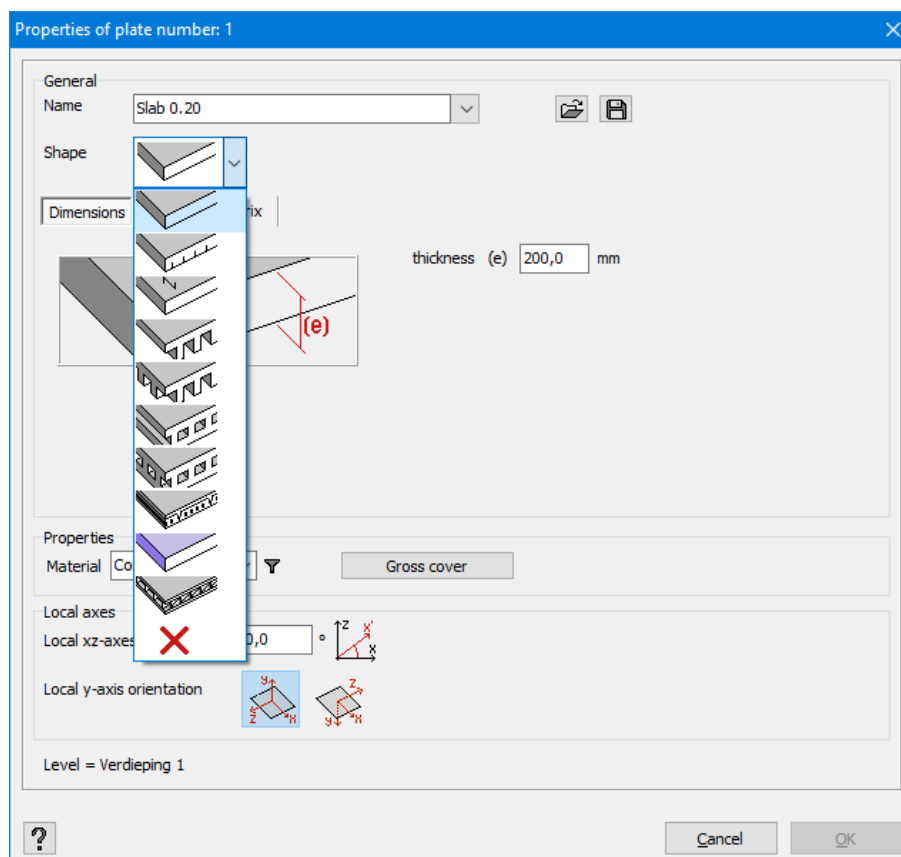 Properties of plate number: 1
General
Name
Slab 0.20
Shape
Dimensions
rix
thickness (e) 200,0 mm
(e)
Properties
Material Co
Gross cover
Local axes
Local xz-axes
0,0 °
z x' x
Local y-axis orientation
y z x
z y x
Level = Verdieping 1
?
Cancel
OK